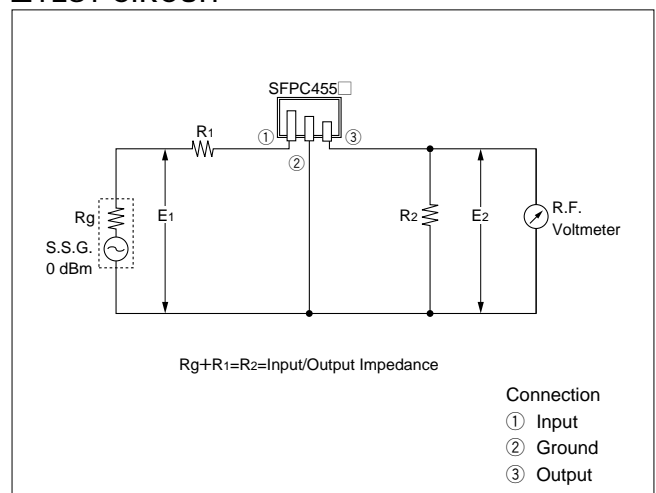 SFPC455□
R1
①
②
③
Rg
S.S.G.
0 dBm
E1
R2
E2
R.F.
Voltmeter
Rg+R1=R2=Input/Output Impedance
Connection
① Input
② Ground
③ Output